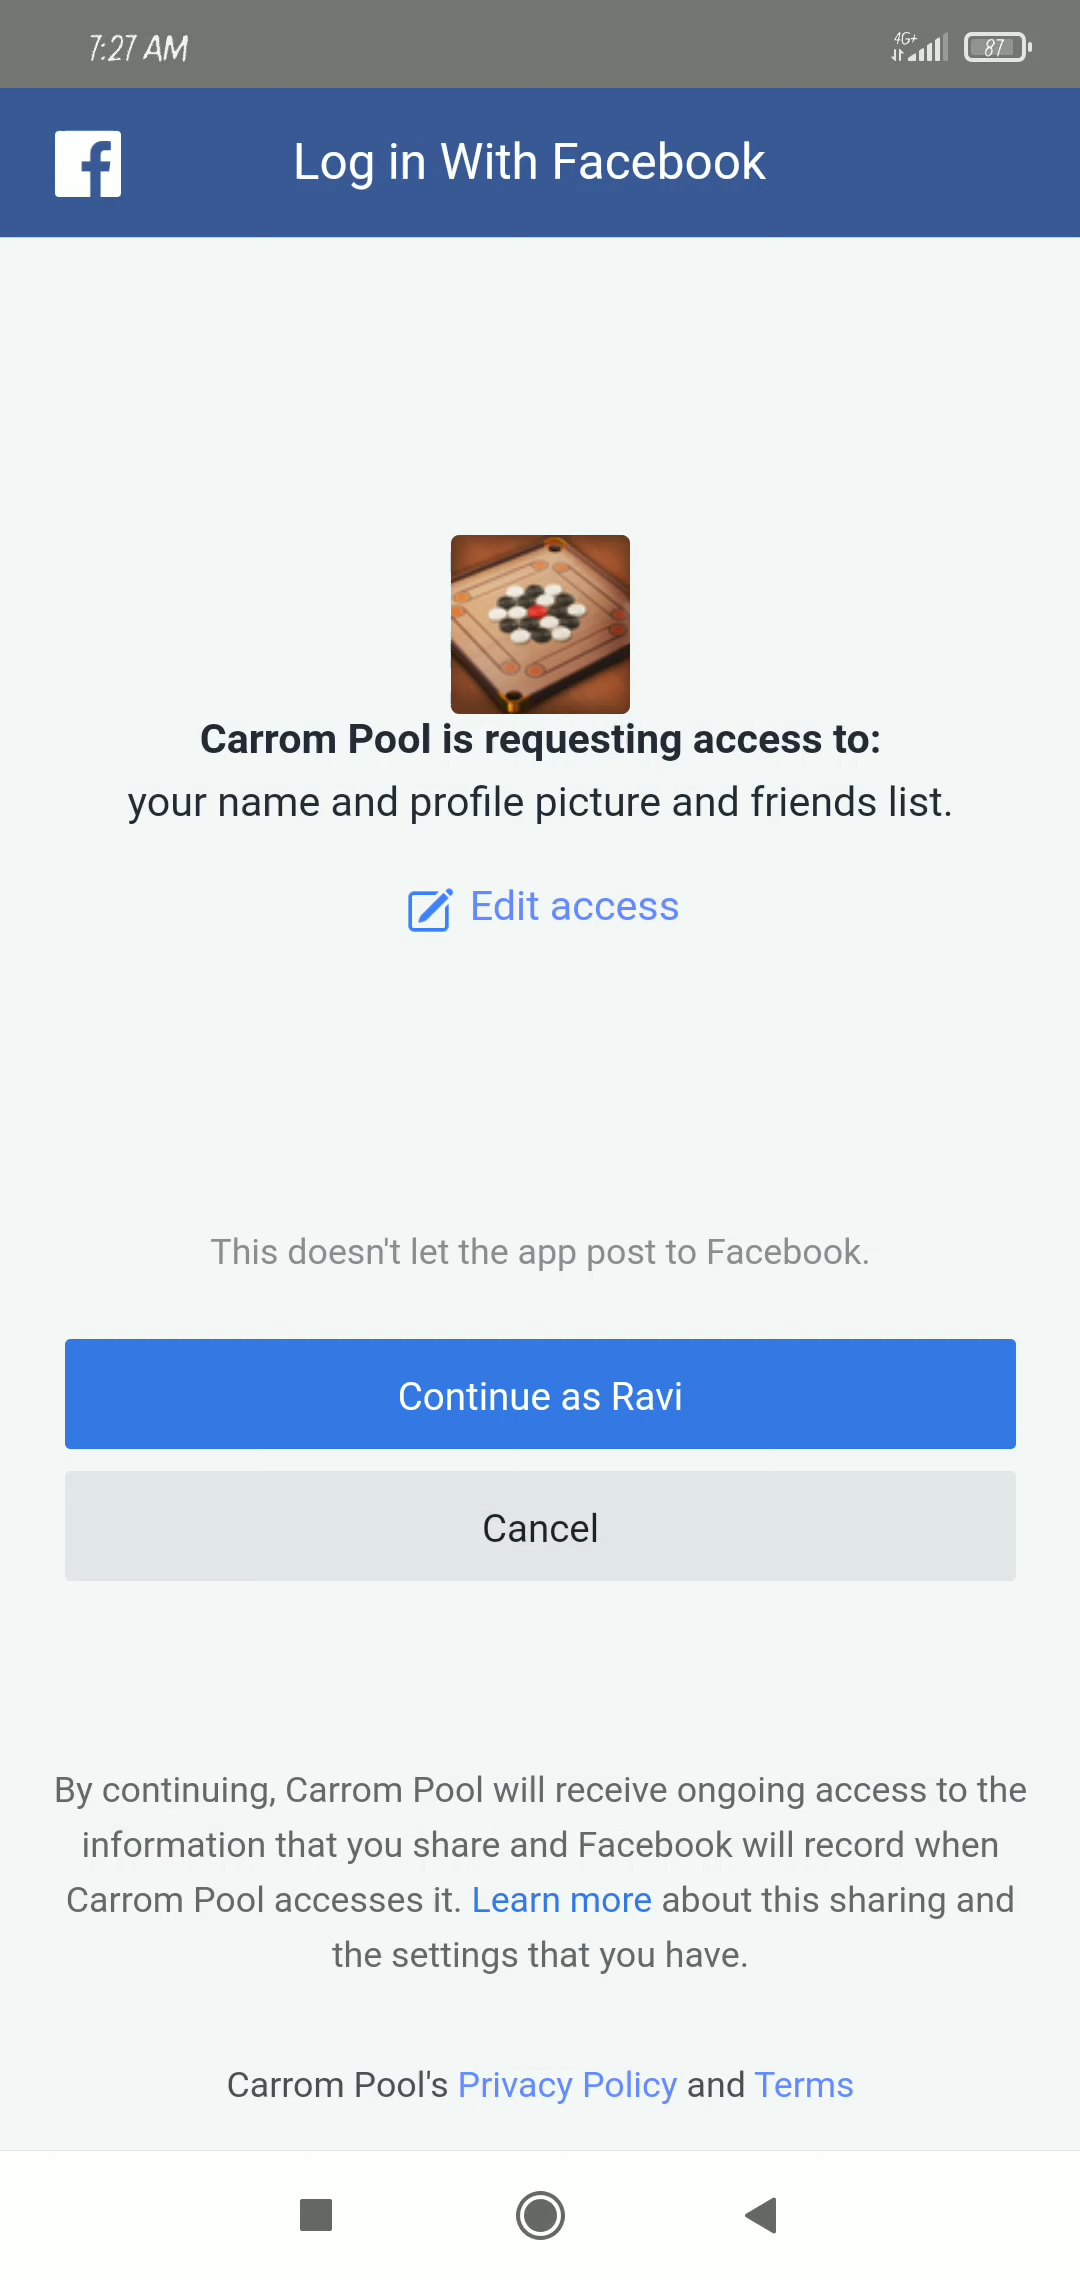 7:27 AM
4G+
87
Log in With Facebook
Carrom Pool is requesting access to:
your name and profile picture and friends list.
Edit access
This doesn't let the app post to Facebook.
Continue as Ravi
Cancel
By continuing, Carrom Pool will receive ongoing access to the
information that you share and Facebook will record when
Carrom Pool accesses it. Learn more about this sharing and
the settings that you have.
Carrom Pool's Privacy Policy and Terms